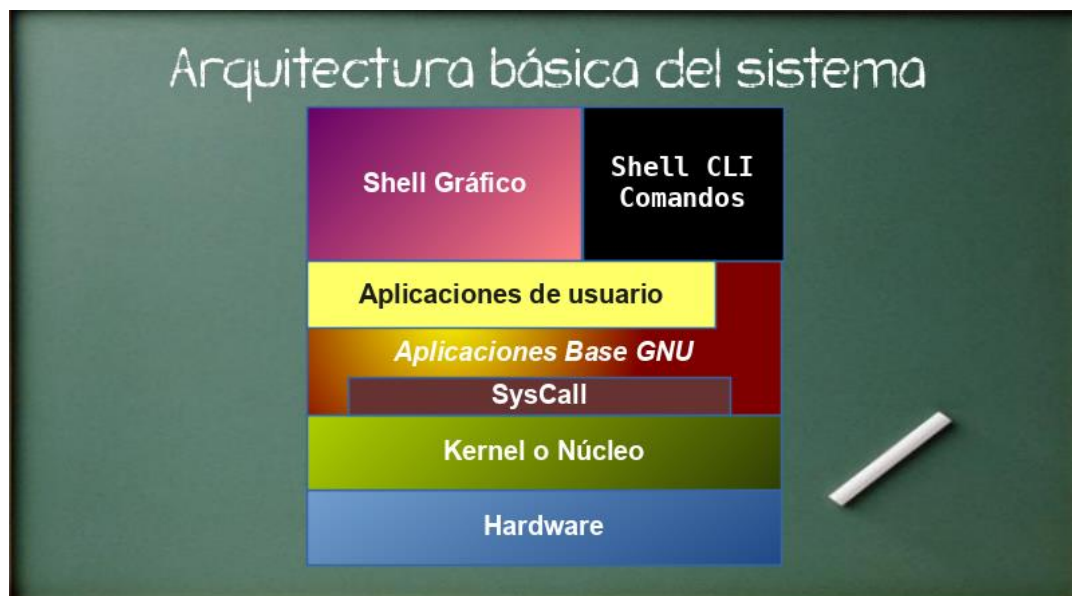 Arquitectura básica del sistema
Shell Gráfico
Shell CLI
Comandos
Aplicaciones de usuario
Aplicaciones Base GNU
SysCall
Kernel o Núcleo
Hardware